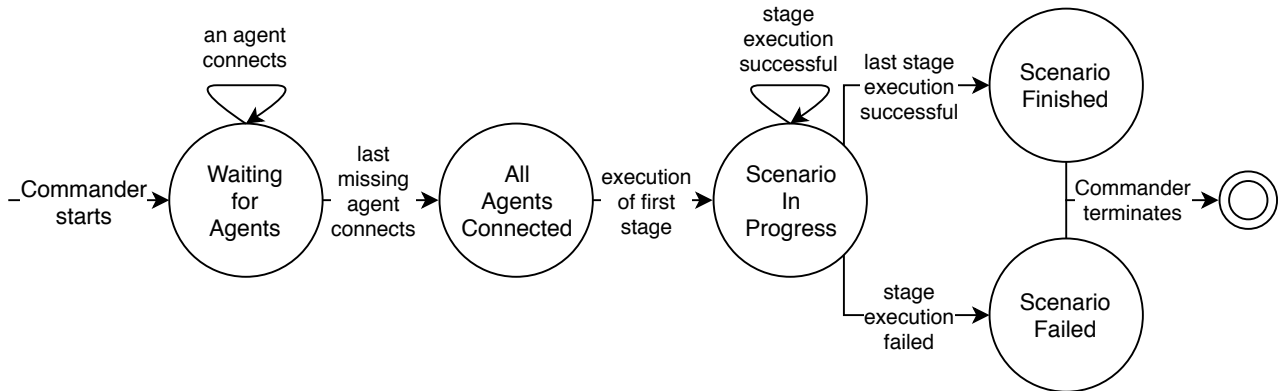 Commander
starts
an agent
connects
Waiting
for
Agents
last
missing
agent
connects
All
Agents
Connected
execution
of first
stage
stage
execution
successful
Scenario
In
Progress
last stage
execution
successful
Scenario
Finished
stage
execution
failed
Scenario
Failed
Commander
terminates